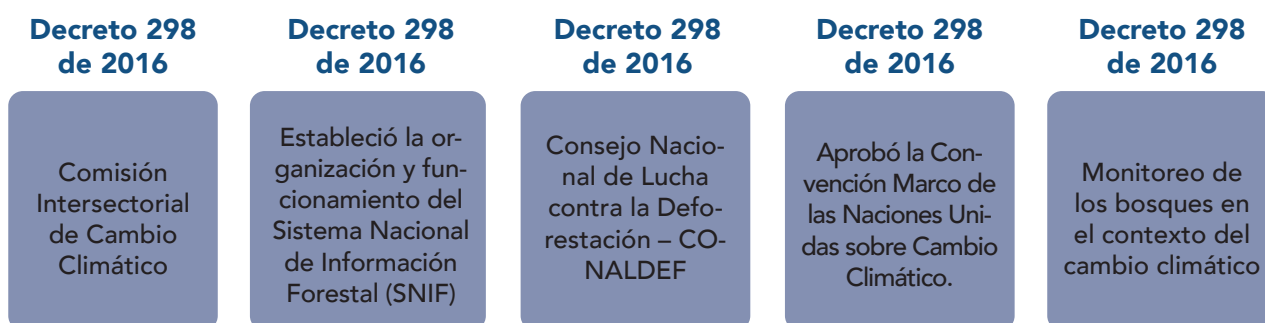 Decreto 298
de 2016
Comisión
Intersectorial
de Cambio
Climático
Decreto 298
de 2016
Estableció la or-
ganización y fun-
cionamiento del
Sistema Nacional
de Información
Forestal (SNIF)
Decreto 298
de 2016
Consejo Nacio-
nal de Lucha
contra la Defo-
restación – CO-
NALDEF
Decreto 298
de 2016
Aprobó la Con-
vención Marco de
las Naciones Uni-
das sobre Cambio
Climático.
Decreto 298
de 2016
Monitoreo de
los bosques en
el contexto del
cambio climático